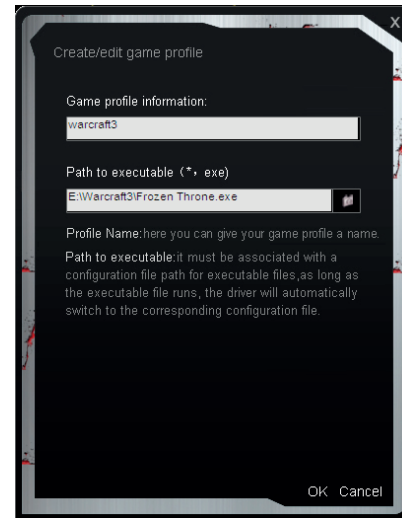 X
Create/edit game profile
Game profile information:
warcraft3
Path to executable (*, exe)
E:\Warcraft3\Frozen Throne.exe
Profile Name:here you can give your game profile a name.
Path to executable:it must be associated with a
configuration file path for executable files,as long as
the executable file runs, the driver will automatically
switch to the corresponding configuration file.
OK Cancel